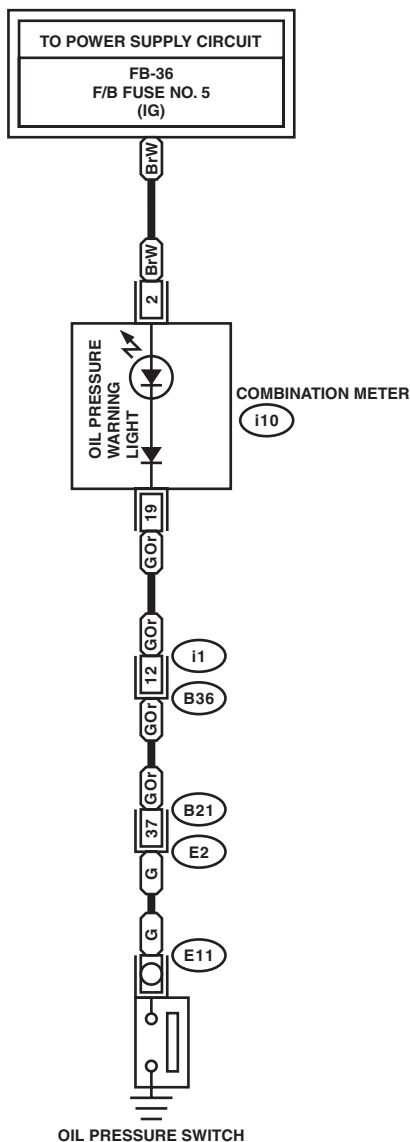 TO POWER SUPPLY CIRCUIT
FB-36
F/B FUSE NO. 5
(IG)
BrW
BrW
2
OIL PRESSURE
WARNING
LIGHT
COMBINATION METER
i10
19
GOr
GOr
i1
12
B36
GOr
GOr
B21
37
E2
G
G
E11
OIL PRESSURE SWITCH